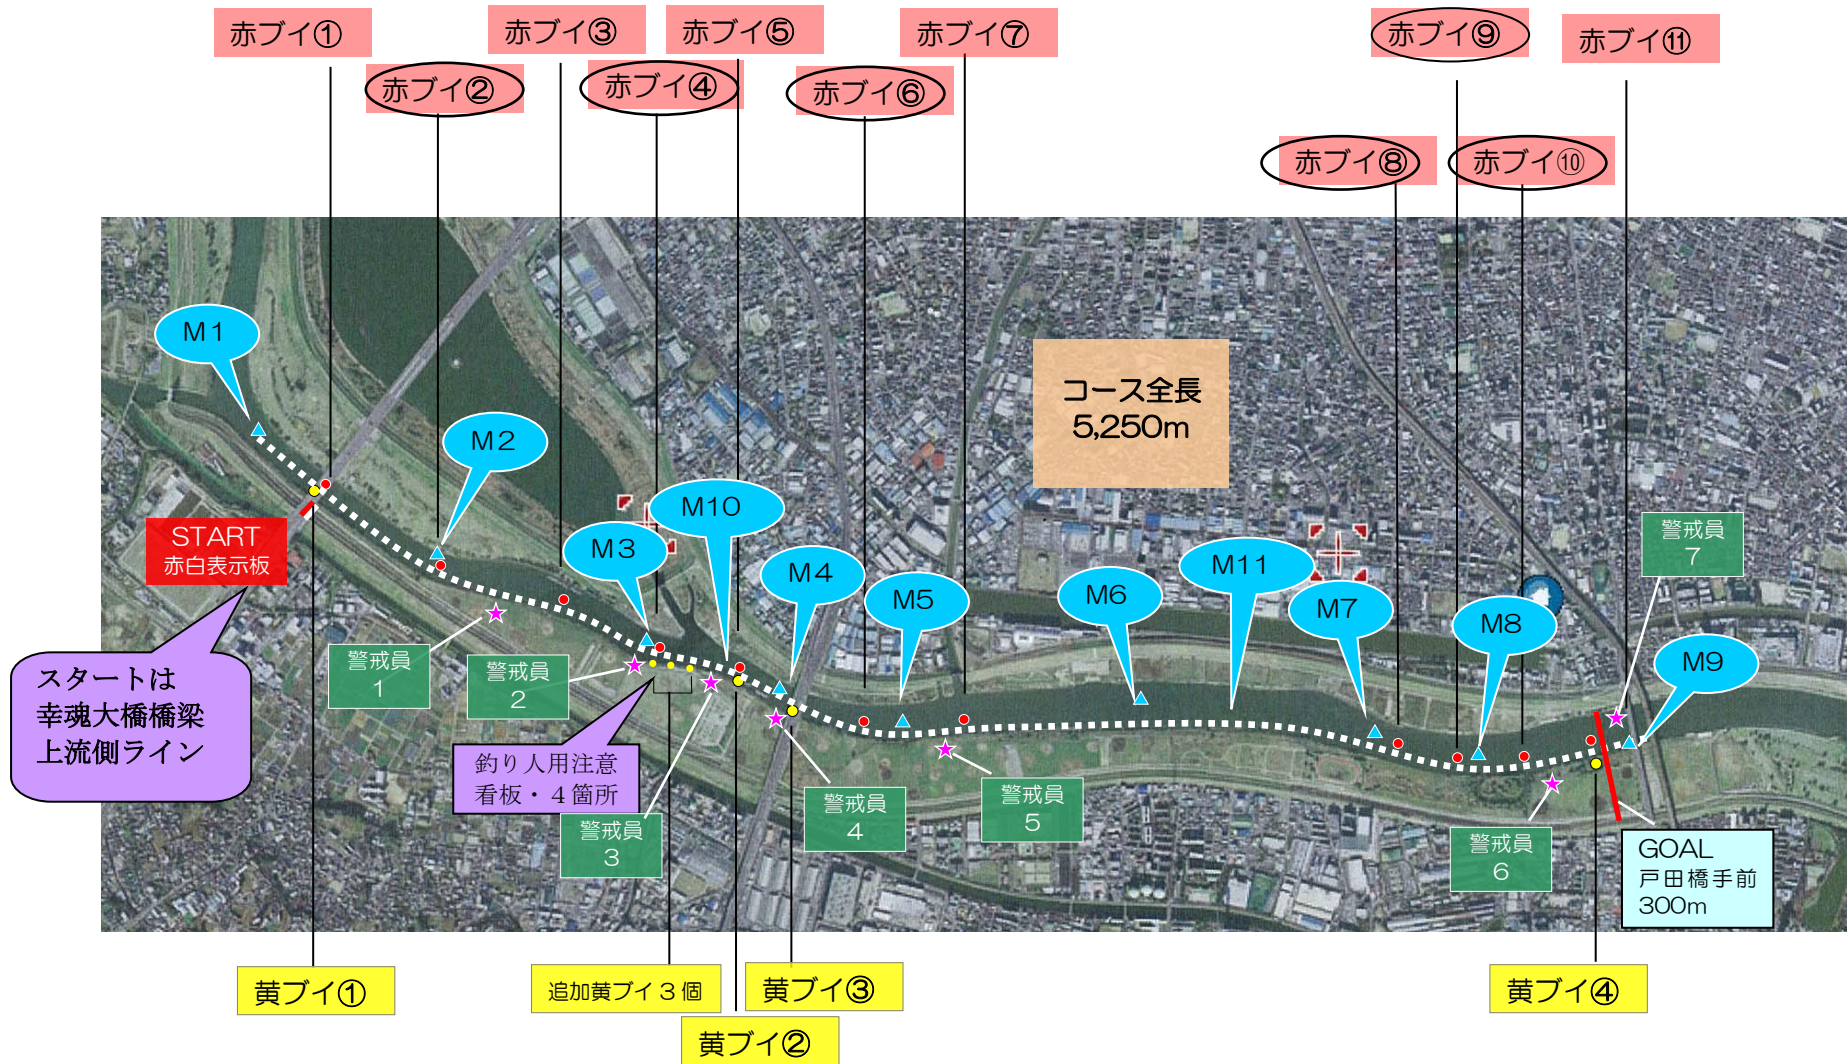 赤ブイ①
赤ブイ③
赤ブイ⑤
赤ブイ⑦
赤ブイ⑨
赤ブイ⑪
赤ブイ②
赤ブイ④
赤ブイ⑥
赤ブイ⑧
赤ブイ⑩
M1
M2
M3
M10
M4
M5
M6
M11
M7
M8
M9
コース全長
5,250m
START
赤白表示板
スタートは
幸魂大橋橋梁
上流側ライン
警戒員
1
警戒員
2
警戒員
3
警戒員
4
警戒員
5
警戒員
6
警戒員
7
釣り人用注意
看板・４箇所
GOAL
戸田橋手前
300m
黄ブイ①
追加黄ブイ３個
黄ブイ②
黄ブイ③
黄ブイ④